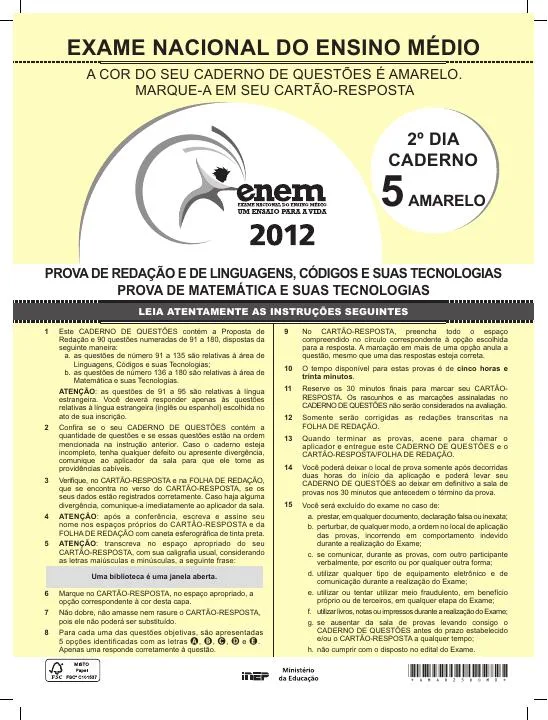 EXAME NACIONAL DO ENSINO MÉDIO
A COR DO SEU CADERNO DE QUESTÕES É AMARELO.
MARQUE-A EM SEU CARTÃO-RESPOSTA
2º DIA
CADERNO
5 AMARELO
enem
EXAME NACIONAL DO ENSINO MÉDIO
UM ENSAIO PARA A VIDA
2012
PROVA DE REDAÇÃO E DE LINGUAGENS, CÓDIGOS E SUAS TECNOLOGIAS
PROVA DE MATEMÁTICA E SUAS TECNOLOGIAS
LEIA ATENTAMENTE AS INSTRUÇÕES SEGUINTES
1 Este CADERNO DE QUESTÕES contém a Proposta de
Redação e 90 questões numeradas de 91 a 180, dispostas da
seguinte maneira:
a. as questões de número 91 a 135 são relativas à área de
Linguagens, Códigos e suas Tecnologias;
b. as questões de número 136 a 180 são relativas à área de
Matemática e suas Tecnologias.
ATENÇÃO: as questões de 91 a 95 são relativas à língua
estrangeira. Você deverá responder apenas às questões
relativas à língua estrangeira (inglês ou espanhol) escolhida no
ato de sua inscrição.
2 Confira se o seu CADERNO DE QUESTÕES contém a
quantidade de questões e se essas questões estão na ordem
mencionada na instrução anterior. Caso o caderno esteja
incompleto, tenha qualquer defeito ou apresente divergência,
comunique ao aplicador da sala para que ele tome as
providências cabíveis.
3 Verifique, no CARTÃO-RESPOSTA e na FOLHA DE REDAÇÃO,
que se encontra no verso do CARTÃO-RESPOSTA, se os
seus dados estão registrados corretamente. Caso haja alguma
divergência, comunique-a imediatamente ao aplicador da sala.
4 ATENÇÃO: após a conferência, escreva e assine seu
nome nos espaços próprios do CARTÃO-RESPOSTA e da
FOLHA DE REDAÇÃO com caneta esferográfica de tinta preta.
5 ATENÇÃO: transcreva no espaço apropriado do seu
CARTÃO-RESPOSTA, com sua caligrafia usual, considerando
as letras maiúsculas e minúsculas, a seguinte frase:
Uma biblioteca é uma janela aberta.
6 Marque no CARTÃO-RESPOSTA, no espaço apropriado, a
opção correspondente à cor desta capa.
7 Não dobre, não amasse nem rasure o CARTÃO-RESPOSTA,
pois ele não poderá ser substituído.
8 Para cada uma das questões objetivas, são apresentadas
5 opções identificadas com as letras A, B, C, D e E.
Apenas uma responde corretamente à questão.
9 No CARTÃO-RESPOSTA, preencha todo o espaço
compreendido no círculo correspondente à opção escolhida
para a resposta. A marcação em mais de uma opção anula a
questão, mesmo que uma das respostas esteja correta.
10 O tempo disponível para estas provas é de cinco horas e
trinta minutos.
11 Reserve os 30 minutos finais para marcar seu CARTÃO-
RESPOSTA. Os rascunhos e as marcações assinaladas no
CADERNO DE QUESTÕES não serão considerados na avaliação.
12 Somente serão corrigidas as redações transcritas na
FOLHA DE REDAÇÃO.
13 Quando terminar as provas, acene para chamar o
aplicador e entregue este CADERNO DE QUESTÕES e o
CARTÃO-RESPOSTA/FOLHA DE REDAÇÃO.
14 Você poderá deixar o local de prova somente após decorridas
duas horas do início da aplicação e poderá levar seu
CADERNO DE QUESTÕES ao deixar em definitivo a sala de
provas nos 30 minutos que antecedem o término da prova.
15 Você será excluído do exame no caso de:
a. prestar, em qualquer documento, declaração falsa ou inexata;
b. perturbar, de qualquer modo, a ordem no local de aplicação
das provas, incorrendo em comportamento indevido
durante a realização do Exame;
c. se comunicar, durante as provas, com outro participante
verbalmente, por escrito ou por qualquer outra forma;
d. utilizar qualquer tipo de equipamento eletrônico e de
comunicação durante a realização do Exame;
e. utilizar ou tentar utilizar meio fraudulento, em benefício
próprio ou de terceiros, em qualquer etapa do Exame;
f. utilizar livros, notas ou impressos durante a realização do Exame;
g. se ausentar da sala de provas levando consigo o
CADERNO DE QUESTÕES antes do prazo estabelecido
e/ou o CARTÃO-RESPOSTA a qualquer tempo;
h. não cumprir com o disposto no edital do Exame.
FSC
MISTO
Papel
FSC® C101537
inep
Ministério
da Educação